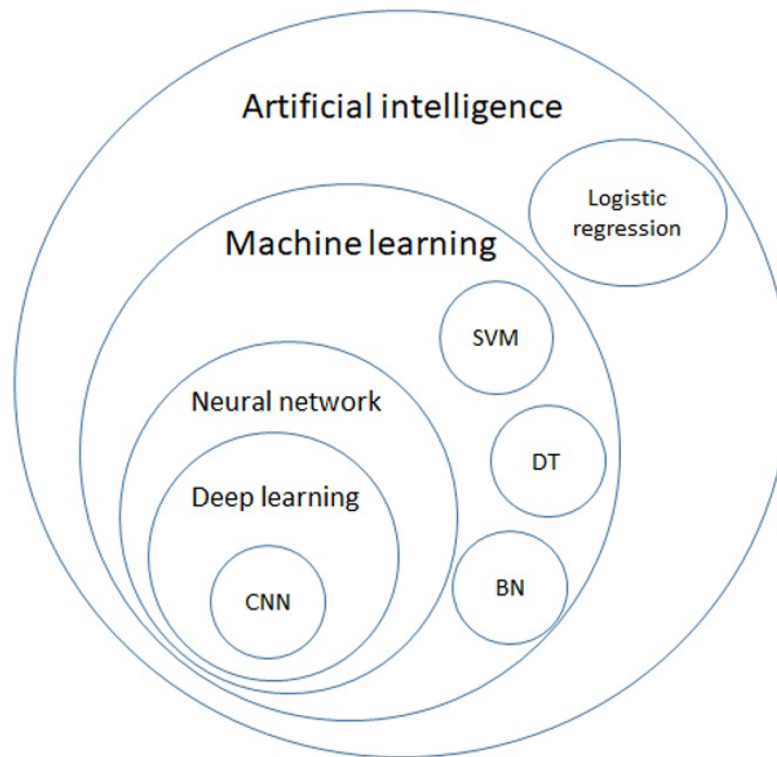 Artificial intelligence
Logistic
regression
Machine learning
SVM
Neural network
DT
Deep learning
BN
CNN